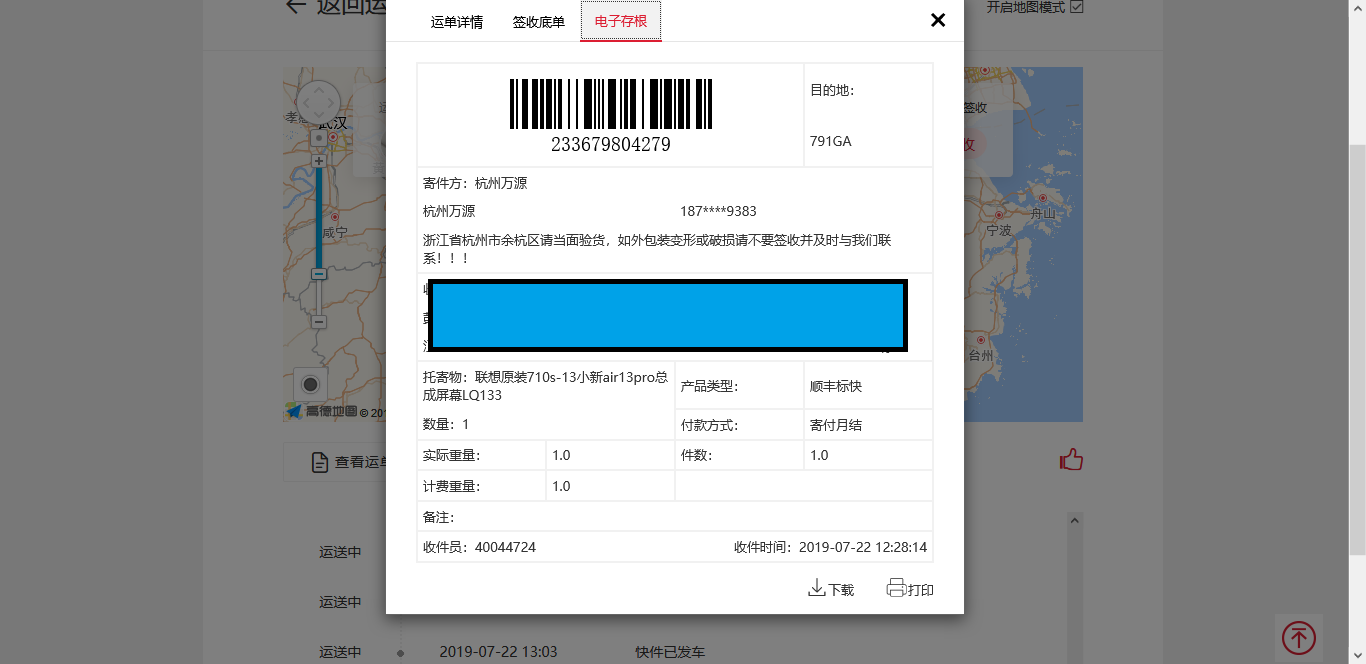 返回运
运单详情 签收底单 电子存根
开启地图模式
233679804279
目的地：
791GA
签收
武汉
寄件方：杭州万源
杭州万源 187****9383
浙江省杭州市余杭区请当面验货，如外包装变形或破损请不要签收并及时与我们联
系！！！
咸宁
舟山
宁波
台州
托寄物：联想原装710s-13小新air13pro总
成屏幕LQ133
产品类型： 顺丰标快
数量：1
付款方式： 寄付月结
高德地图 © 201
实际重量： 1.0 件数： 1.0
查看运单
计费重量： 1.0
备注：
收件员：40044724 收件时间：2019-07-22 12:28:14
运送中
下载 打印
运送中
运送中 2019-07-22 13:03 快件已发车